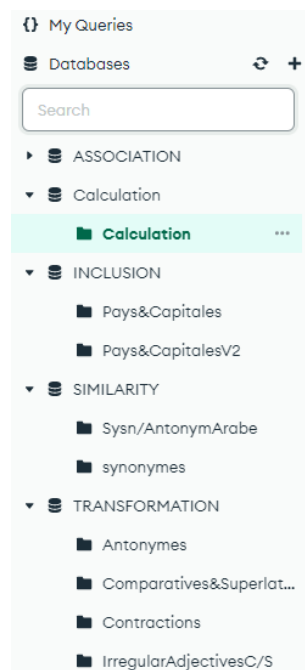 {} My Queries
Databases
Search
ASSOCIATION
Calculation
Calculation
INCLUSION
Pays&Capitales
Pays&CapitalesV2
SIMILARITY
Sysn/AntonymArabe
synonymes
TRANSFORMATION
Antonymes
Comparatives&Superlat...
Contractions
IrregularAdjectivesC/S